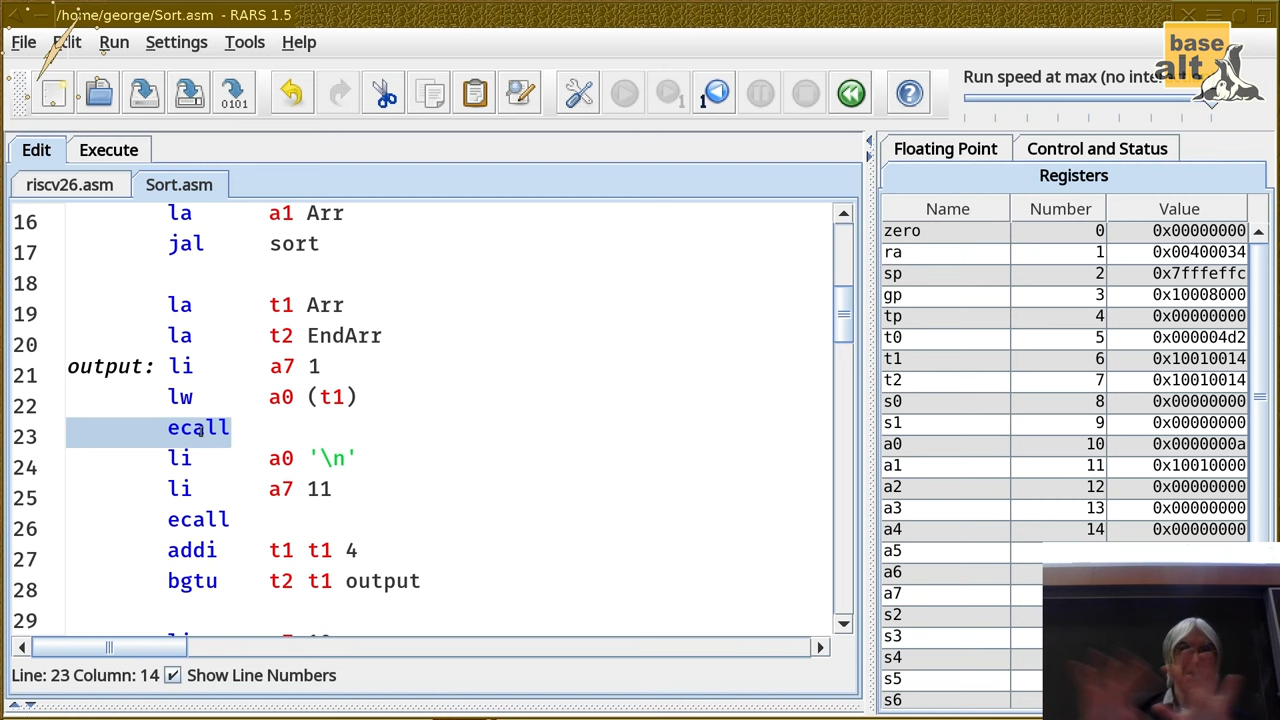 /home/george/Sort.asm - RARS 1.5
File Edit Run Settings Tools Help
base
alt
Run speed at max (no inte
Edit Execute
riscv26.asm Sort.asm
16 la a1 Arr
17 jal sort
18
19 la t1 Arr
20 la t2 EndArr
21 output: li a7 1
22 lw a0 (t1)
23 ecall
24 li a0 '\n'
25 li a7 11
26 ecall
27 addi t1 t1 4
28 bgtu t2 t1 output
29
Line: 23 Column: 14 Show Line Numbers
Floating Point Control and Status
Registers
Name Number Value
zero 0 0x00000000
ra 1 0x00400034
sp 2 0x7fffeffc
gp 3 0x10008000
tp 4 0x00000000
t0 5 0x000004d2
t1 6 0x10010014
t2 7 0x10010014
s0 8 0x00000000
s1 9 0x00000000
a0 10 0x0000000a
a1 11 0x10010000
a2 12 0x00000000
a3 13 0x00000000
a4 14 0x00000000
a5
a6
a7
s2
s3
s4
s5
s6